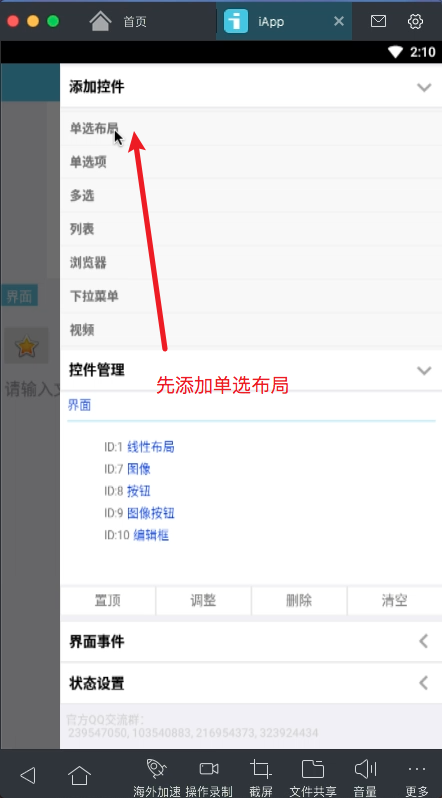 首页
iApp
2:10
添加控件
单选布局
单选项
多选
列表
浏览器
下拉菜单
视频
控件管理
先添加单选布局
界面
请输入
界面
ID:1 线性布局
ID:7 图像
ID:8 按钮
ID:9 图像按钮
ID:10 编辑框
置顶 调整 删除 清空
界面事件
状态设置
官方QQ交流群:
239547050, 103540883, 216954373, 323924434
海外加速 操作录制 截屏 文件共享 音量 更多